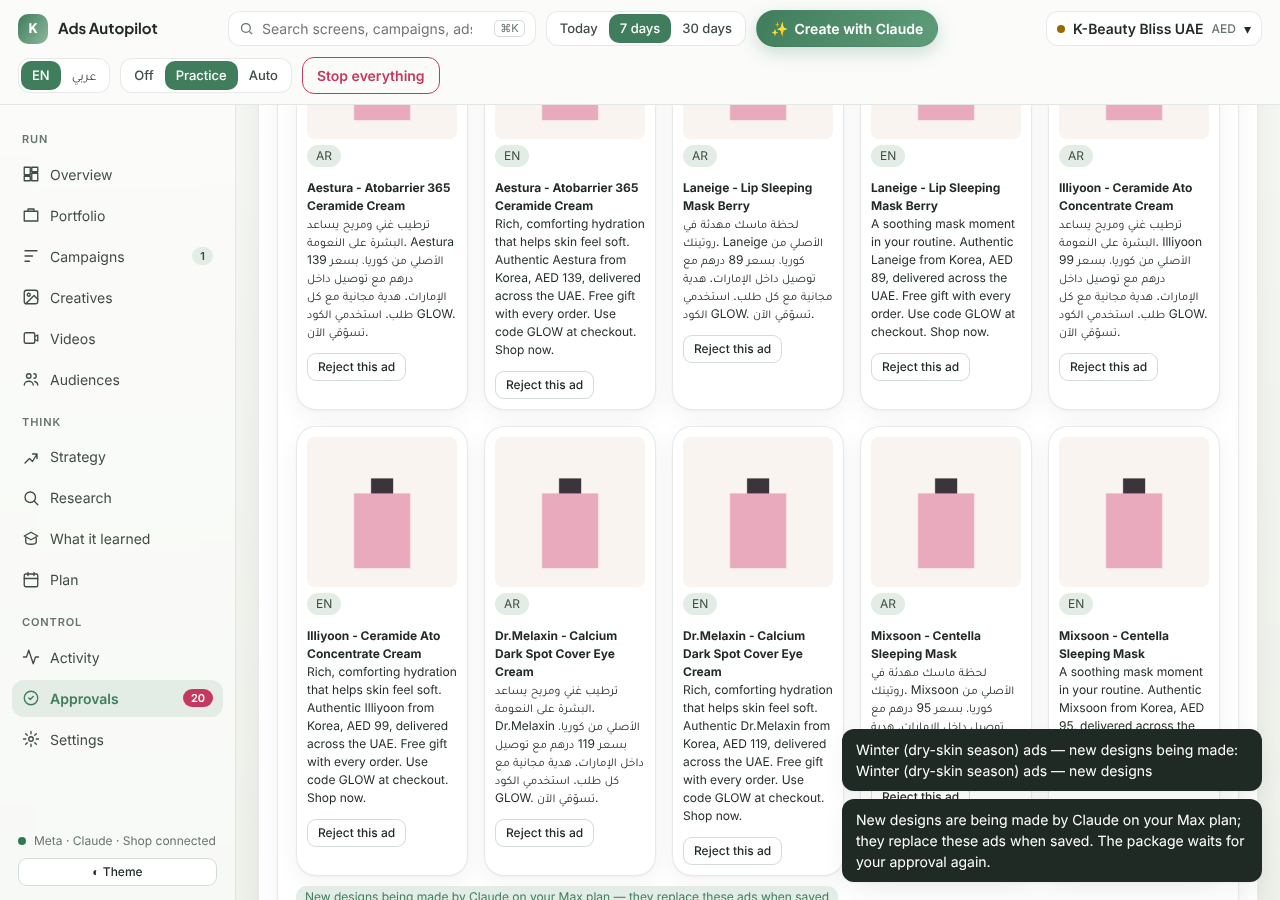 K
Ads Autopilot
Search screens, campaigns, ads
⌘K
Today
7 days
30 days
✨ Create with Claude
K-Beauty Bliss UAE AED ▾
EN
عربي
Off
Practice
Auto
Stop everything
RUN
Overview
Portfolio
Campaigns
1
Creatives
Videos
Audiences
THINK
Strategy
Research
What it learned
Plan
CONTROL
Activity
Approvals
20
Settings
Meta · Claude · Shop connected
Theme
AR
Aestura - Atobarrier 365
Ceramide Cream
ترطيب غني ومريح يساعد
البشرة على النعومة. Aestura
الأصلي من كوريا. بسعر 139
درهم مع توصيل داخل
الإمارات. هدية مجانية مع كل
طلب. استخدمي الكود GLOW.
تسوّقي الآن.
Reject this ad
EN
Aestura - Atobarrier 365
Ceramide Cream
Rich, comforting hydration
that helps skin feel soft.
Authentic Aestura from
Korea, AED 139, delivered
across the UAE. Free gift
with every order. Use
code GLOW at checkout.
Shop now.
Reject this ad
AR
Laneige - Lip Sleeping
Mask Berry
لحظة ماسك مهدئة في
روتينك. Laneige الأصلي من
كوريا. بسعر 89 درهم مع
توصيل داخل الإمارات. هدية
مجانية مع كل طلب. استخدمي
الكود GLOW. تسوّقي الآن.
Reject this ad
EN
Laneige - Lip Sleeping
Mask Berry
A soothing mask moment
in your routine. Authentic
Laneige from Korea, AED
89, delivered across the
UAE. Free gift with every
order. Use code GLOW at
checkout. Shop now.
Reject this ad
AR
Illiyoon - Ceramide Ato
Concentrate Cream
ترطيب غني ومريح يساعد
البشرة على النعومة. Illiyoon
الأصلي من كوريا. بسعر 99
درهم مع توصيل داخل
الإمارات. هدية مجانية مع كل
طلب. استخدمي الكود GLOW.
تسوّقي الآن.
Reject this ad
EN
Illiyoon - Ceramide Ato
Concentrate Cream
Rich, comforting hydration
that helps skin feel soft.
Authentic Illiyoon from
Korea, AED 99, delivered
across the UAE. Free gift
with every order. Use
code GLOW at checkout.
Shop now.
Reject this ad
AR
Dr.Melaxin - Calcium
Dark Spot Cover Eye
Cream
ترطيب غني ومريح يساعد
البشرة على النعومة.
Dr.Melaxin الأصلي من كوريا.
بسعر 119 درهم مع توصيل
داخل الإمارات. هدية مجانية مع
كل طلب. استخدمي الكود
GLOW. تسوّقي الآن.
Reject this ad
EN
Dr.Melaxin - Calcium
Dark Spot Cover Eye
Cream
Rich, comforting hydration
that helps skin feel soft.
Authentic Dr.Melaxin from
Korea, AED 119, delivered
across the UAE. Free gift
with every order. Use
code GLOW at checkout.
Shop now.
Reject this ad
AR
Mixsoon - Centella
Sleeping Mask
لحظة ماسك مهدئة في
روتينك. Mixsoon الأصلي من
كوريا. بسعر 95 درهم مع
توصيل داخل الإمارات. هدية
Reject this ad
EN
Mixsoon - Centella
Sleeping Mask
A soothing mask moment
in your routine. Authentic
Mixsoon from Korea, AED
95, delivered across the
Winter (dry-skin season) ads — new designs being made:
Winter (dry-skin season) ads — new designs
New designs are being made by Claude on your Max plan;
they replace these ads when saved. The package waits for
your approval again.
New designs being made by Claude on your Max plan — they replace these ads when saved